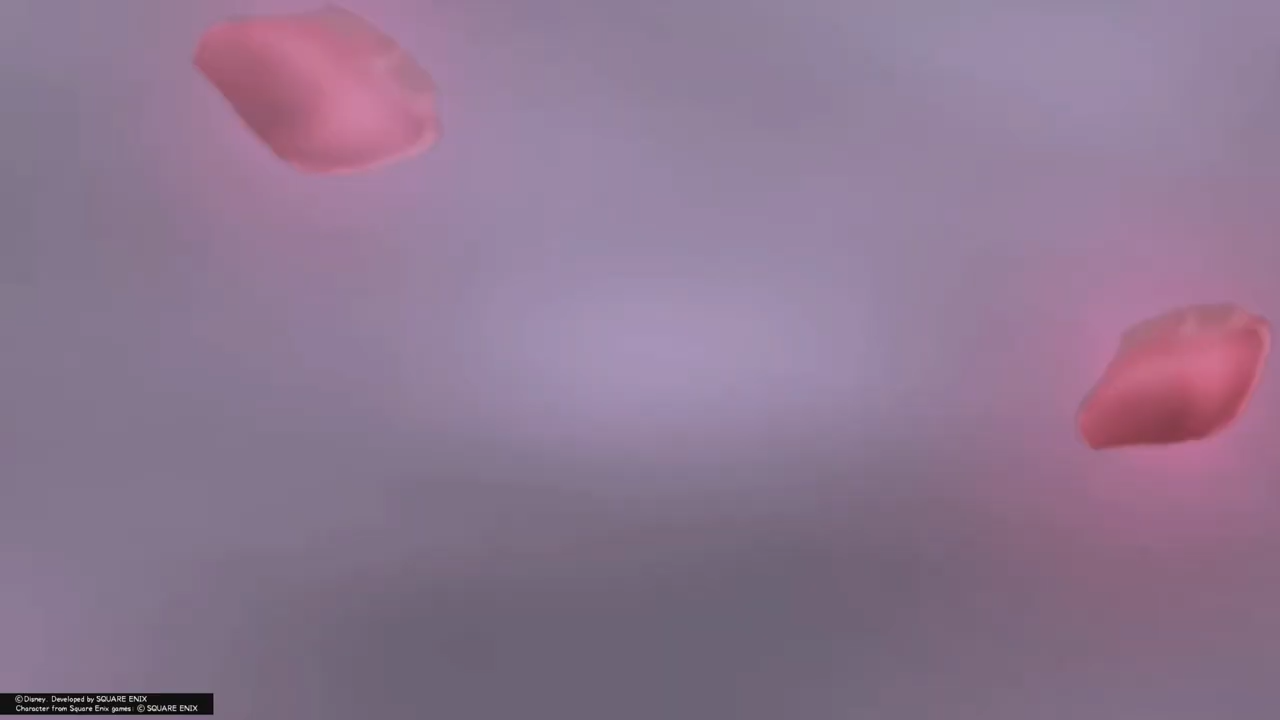 ©Disney. Developed by SQUARE ENIX
Character from Square Enix games: © SQUARE ENIX